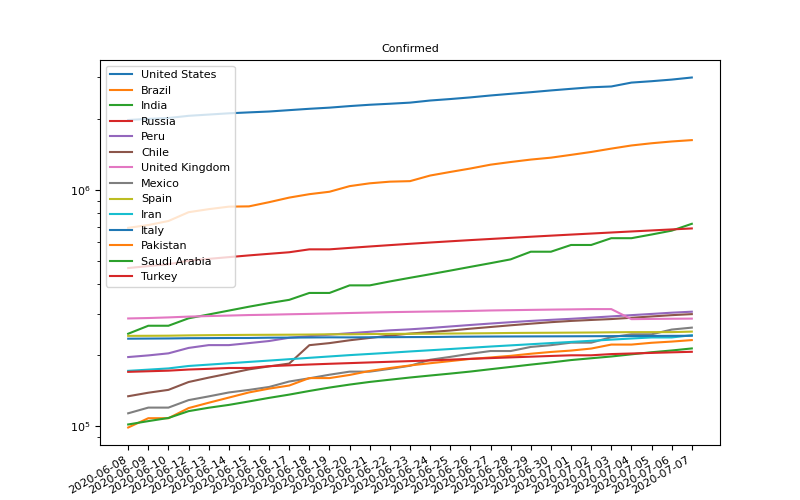 Confirmed
United States
Brazil
India
Russia
Peru
Chile
United Kingdom
Mexico
Spain
Iran
Italy
Pakistan
Saudi Arabia
Turkey
10⁶
10⁵
2020-06-08
2020-06-09
2020-06-10
2020-06-12
2020-06-13
2020-06-14
2020-06-15
2020-06-16
2020-06-17
2020-06-18
2020-06-19
2020-06-20
2020-06-21
2020-06-22
2020-06-23
2020-06-24
2020-06-25
2020-06-26
2020-06-27
2020-06-28
2020-06-29
2020-06-30
2020-07-01
2020-07-02
2020-07-03
2020-07-04
2020-07-05
2020-07-06
2020-07-07